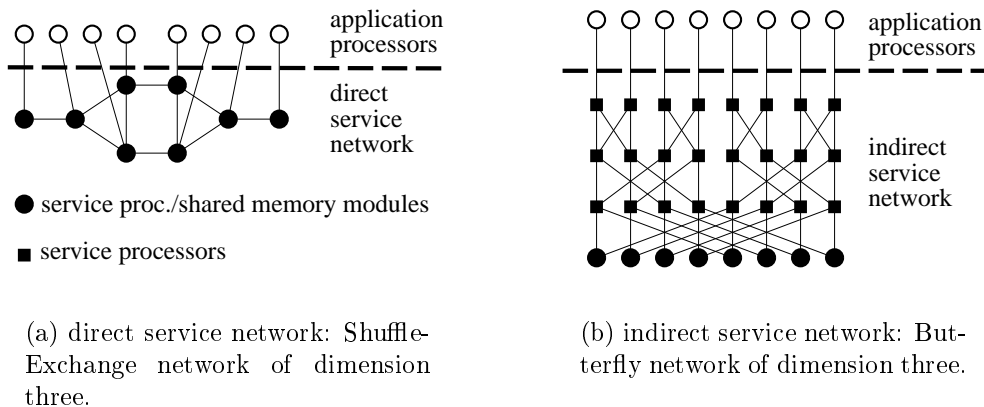 application
processors
direct
service
network
service proc./shared memory modules
service processors
(a) direct service network: Shuffle-
Exchange network of dimension
three.
application
processors
indirect
service
network
(b) indirect service network: But-
terfly network of dimension three.